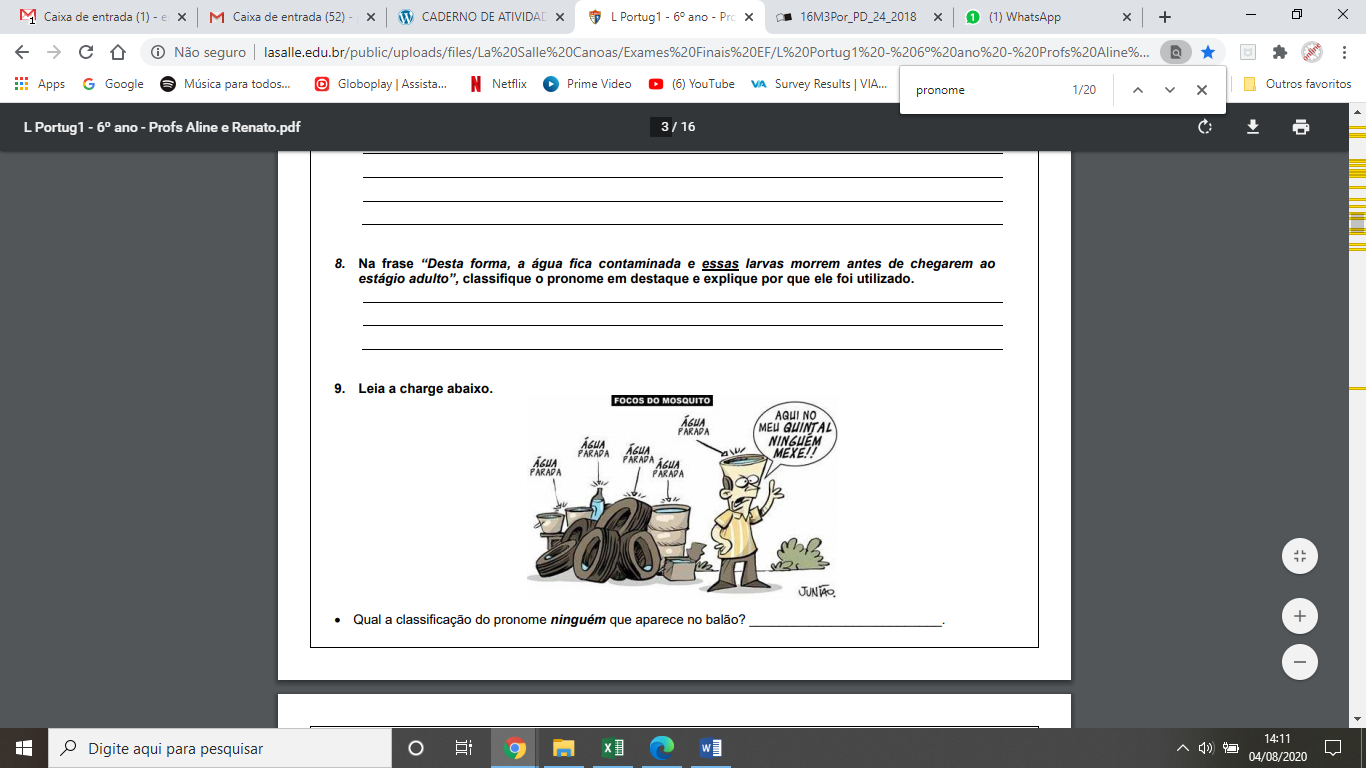 Caixa de entrada (1) - e
Caixa de entrada (52) - p
CADERNO DE ATIVIDAD
L Portug1 - 6º ano - Pro
16M3Por_PD_24_2018
(1) WhatsApp
Não seguro
lasalle.edu.br/public/uploads/files/La%20Salle%20Canoas/Exames%20Finais%20EF/L%20Portug1%20-%206º%20ano%20-%20Profs%20Aline%...
Apps
Google
Música para todos...
Globoplay | Assista...
Netflix
Prime Video
(6) YouTube
Survey Results | VIA...
Outros favoritos
pronome
1/20
L Portug1 - 6º ano - Profs Aline e Renato.pdf
3 / 16
8. Na frase “Desta forma, a água fica contaminada e essas larvas morrem antes de chegarem ao
estágio adulto”, classifique o pronome em destaque e explique por que ele foi utilizado.
9. Leia a charge abaixo.
FOCOS DO MOSQUITO
AQUI NO
MEU QUINTAL
NINGUÉM
MEXE!!
ÁGUA
PARADA
ÁGUA
PARADA
ÁGUA
PARADA
ÁGUA
PARADA
ÁGUA
PARADA
JUNIÃO.
• Qual a classificação do pronome ninguém que aparece no balão? __________________________.
Digite aqui para pesquisar
14:11
04/08/2020